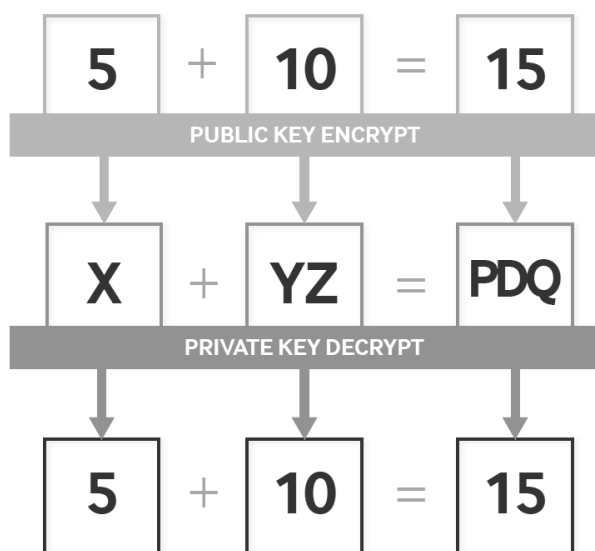 5 + 10 = 15
PUBLIC KEY ENCRYPT
X + YZ = PDQ
PRIVATE KEY DECRYPT
5 + 10 = 15